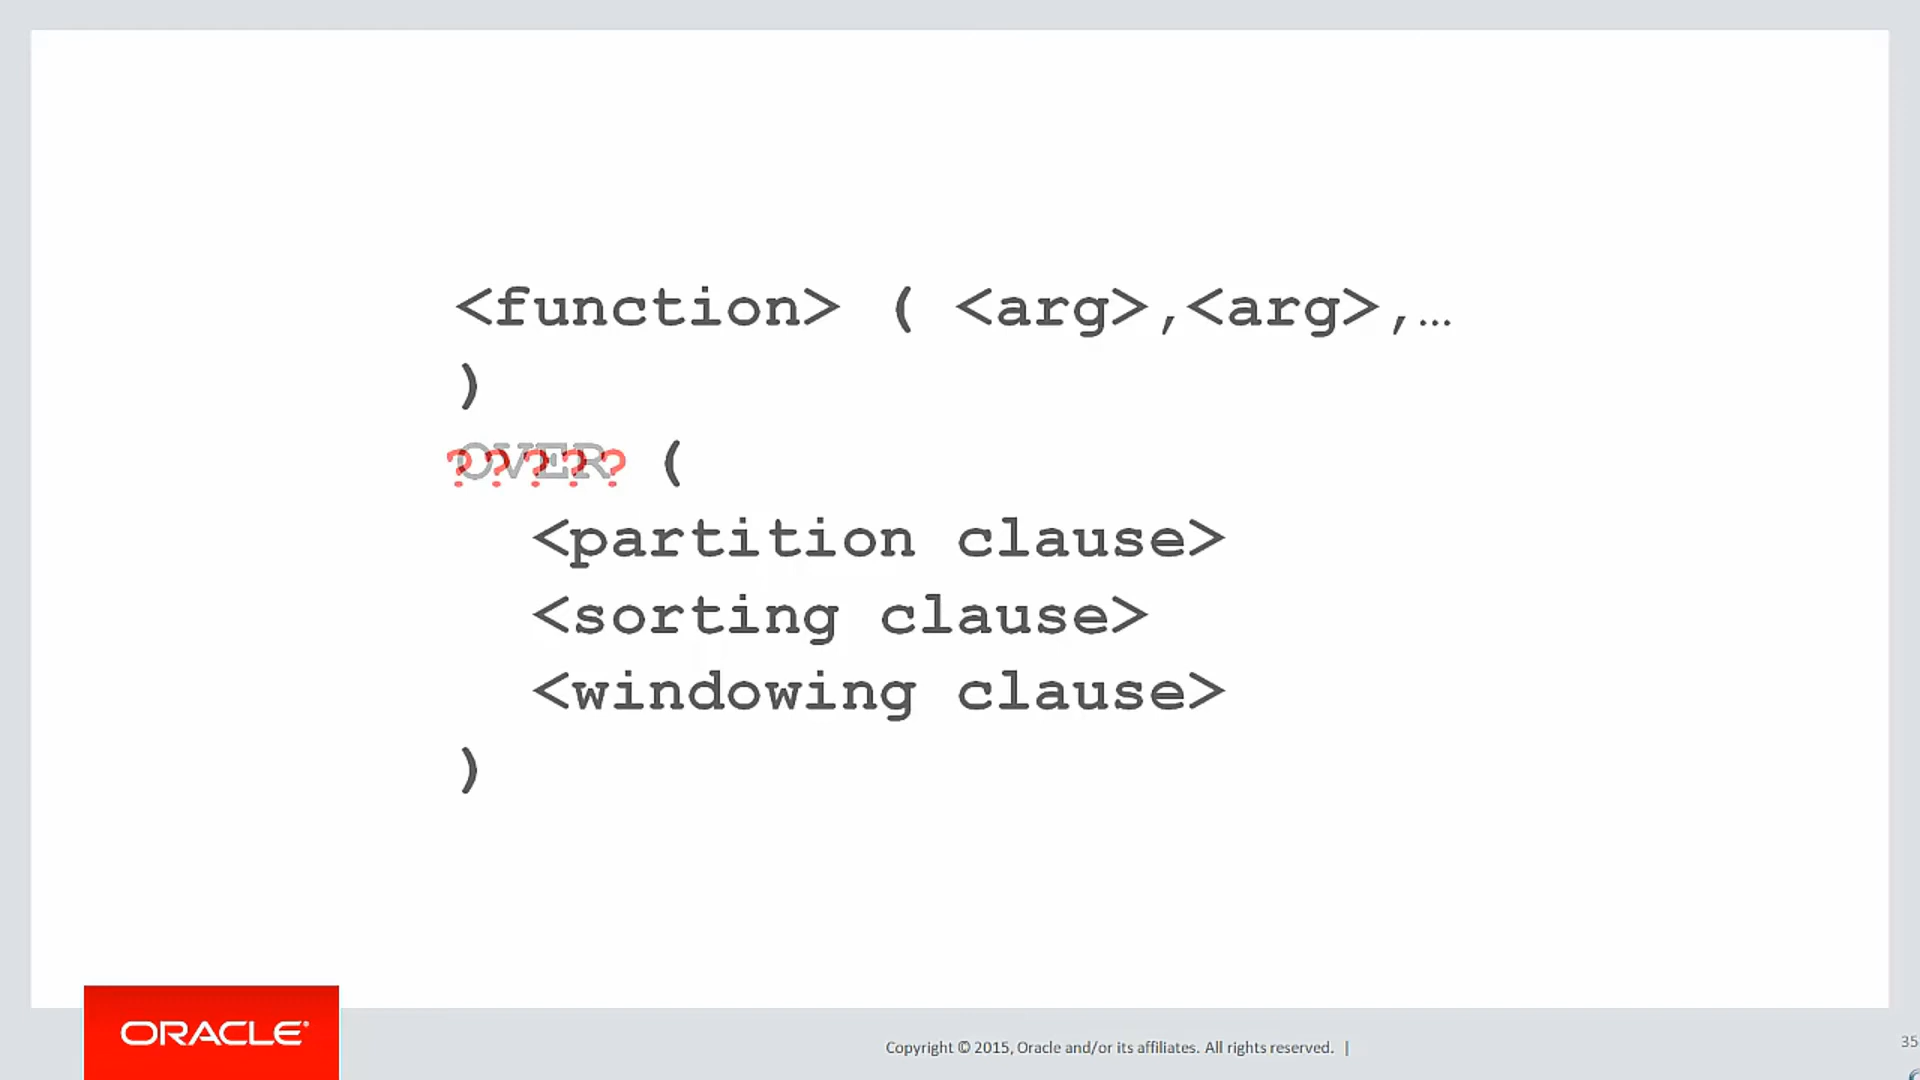 <function> ( <arg>,<arg>,…
)
OVER ????? (
<partition clause>
<sorting clause>
<windowing clause>
)
ORACLE
Copyright © 2015, Oracle and/or its affiliates. All rights reserved. |
35